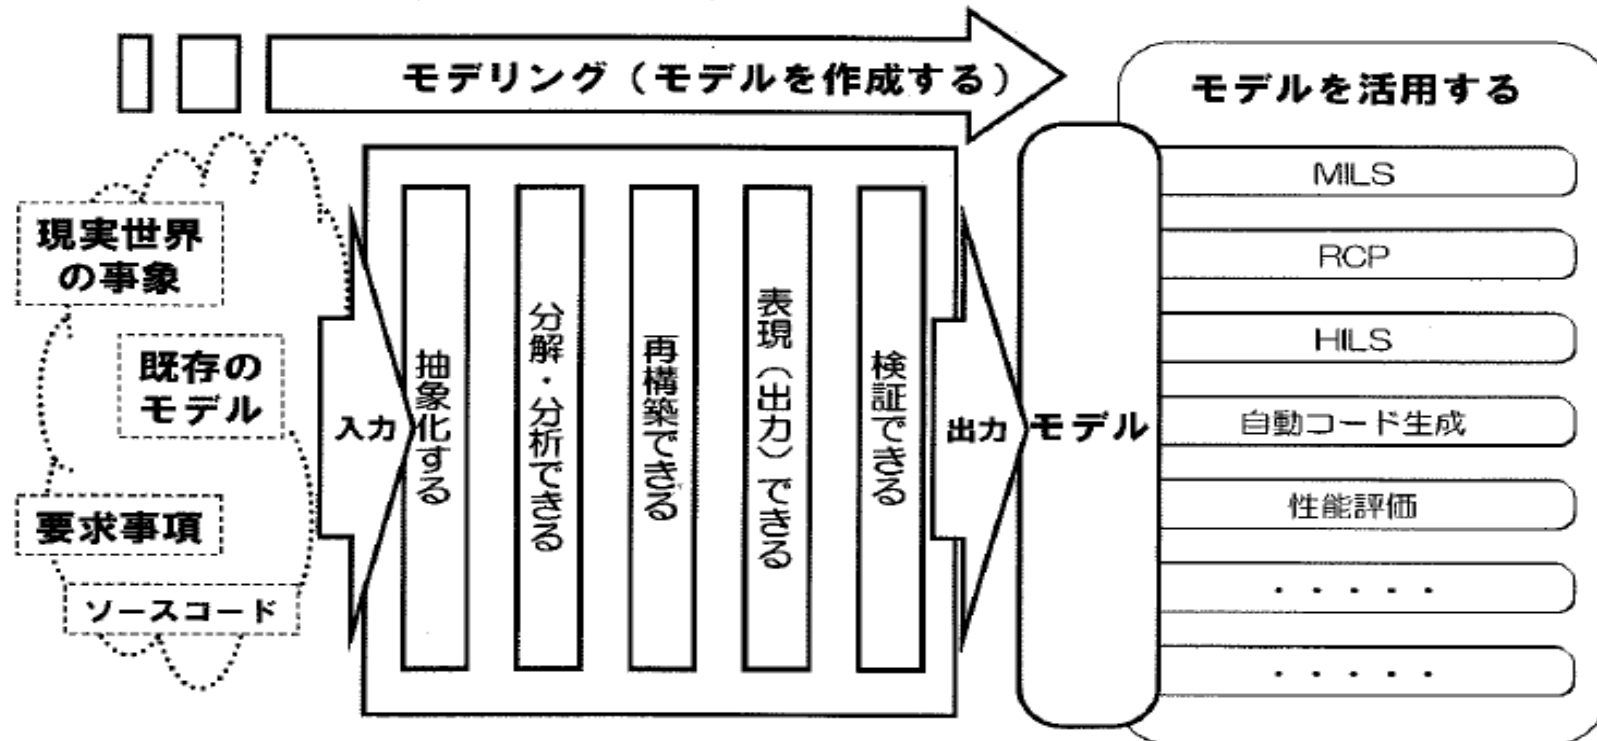 モデリング（モデルを作成する）
モデルを活用する
現実世界
の事象
既存の
モデル
要求事項
ソースコード
入力
抽象化する
分解・分析できる
再構築できる
表現（出力）できる
検証できる
出力
モデル
MILS
RCP
HILS
自動コード生成
性能評価
・・・・・
・・・・・